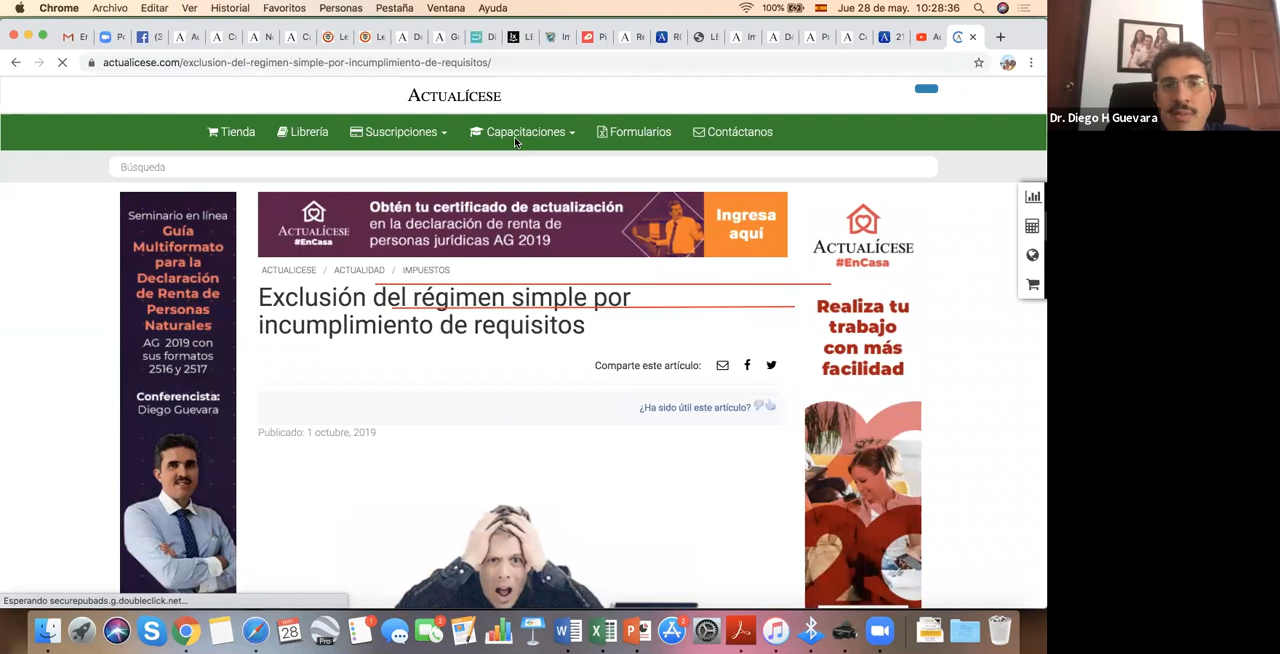 Chrome Archivo Editar Ver Historial Favoritos Personas Pestaña Ventana Ayuda 100% Jue 28 de may. 10:28:36
actualicese.com/exclusion-del-regimen-simple-por-incumplimiento-de-requisitos/
ACTUALÍCESE
Tienda Librería Suscripciones Capacitaciones Formularios Contáctanos
Búsqueda
Seminario en línea
Guía
Multiformato
para la
Declaración
de Renta de
Personas
Naturales
AG 2019 con
sus formatos
2516 y 2517
Conferencista:
Diego Guevara
ACTUALÍCESE
#EnCasa
Obtén tu certificado de actualización
en la declaración de renta de
personas jurídicas AG 2019
Ingresa
aquí
ACTUALICESE / ACTUALIDAD / IMPUESTOS
Exclusión del régimen simple por
incumplimiento de requisitos
Comparte este artículo:
¿Ha sido útil este artículo?
Publicado: 1 octubre, 2019
ACTUALÍCESE
#EnCasa
Realiza tu
trabajo
con más
facilidad
Esperando securepubads.g.doubleclick.net...
Dr. Diego H Guevara